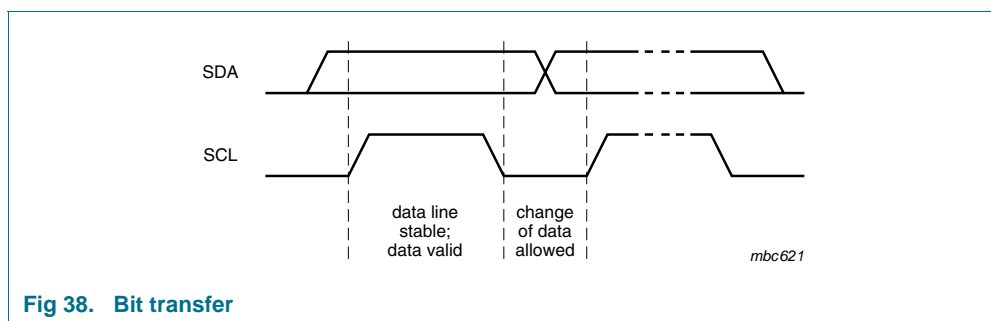 SDA
SCL
data line
stable;
data valid
change
of data
allowed
mbc621
Fig 38. Bit transfer